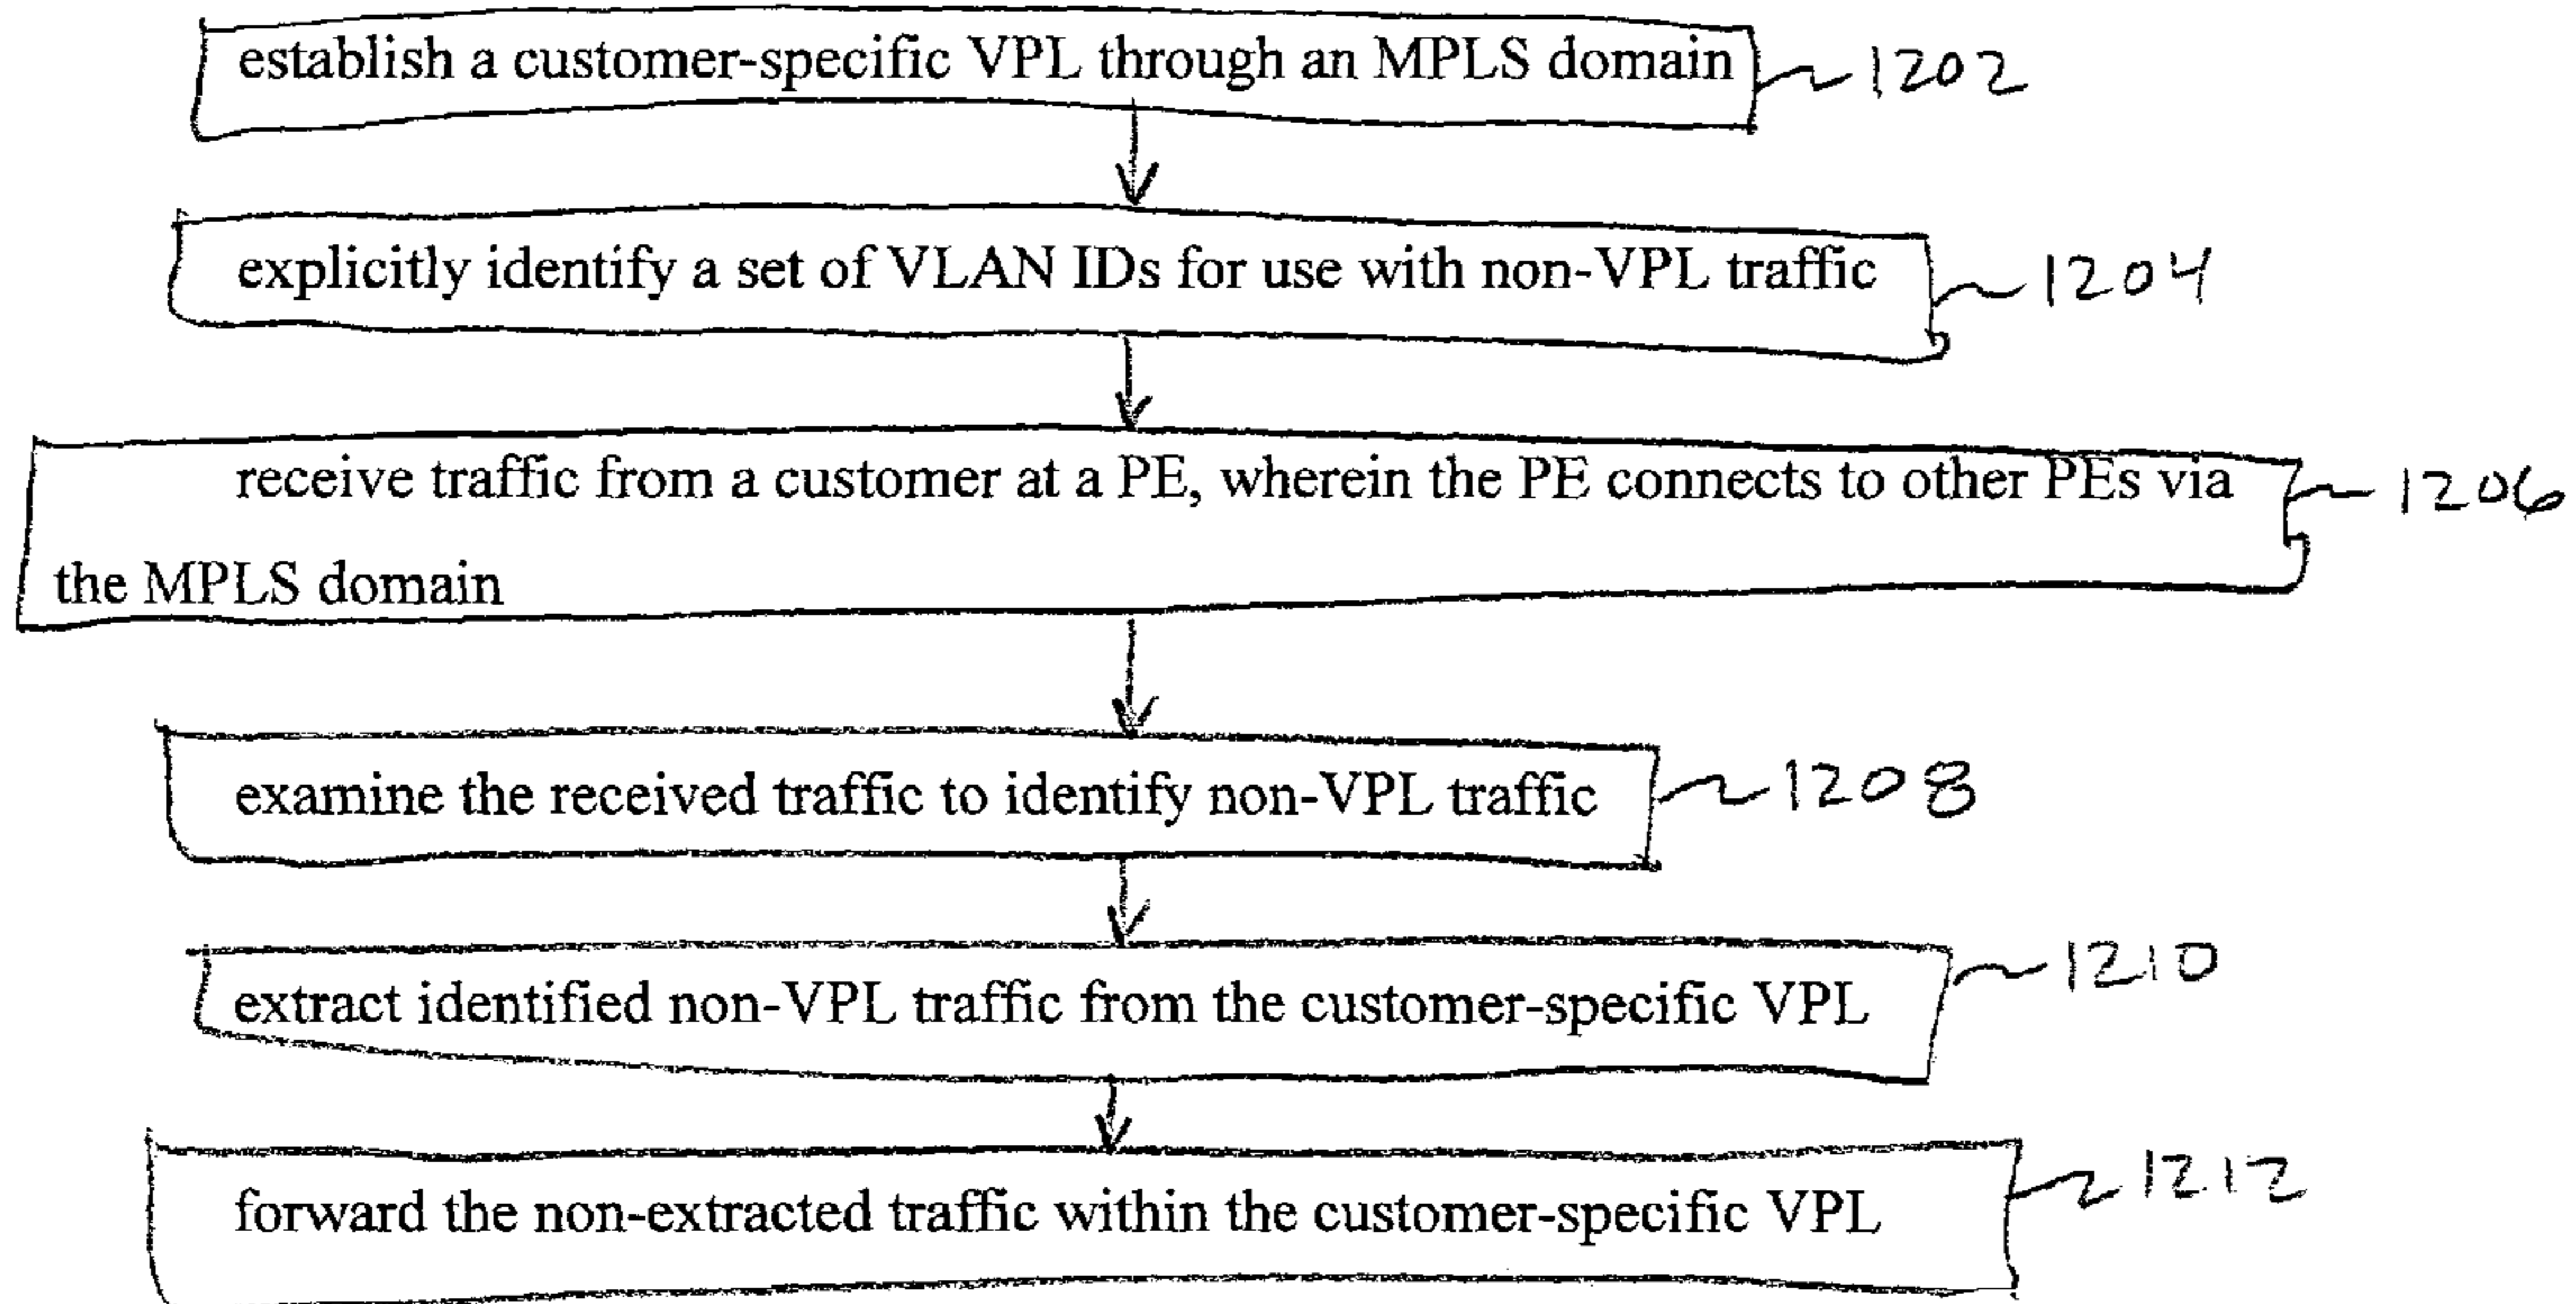 establish a customer-specific VPL through an MPLS domain 1202
explicitly identify a set of VLAN IDs for use with non-VPL traffic 1204
receive traffic from a customer at a PE, wherein the PE connects to other PEs via 1206
the MPLS domain
examine the received traffic to identify non-VPL traffic 1208
extract identified non-VPL traffic from the customer-specific VPL 1210
forward the non-extracted traffic within the customer-specific VPL 1212